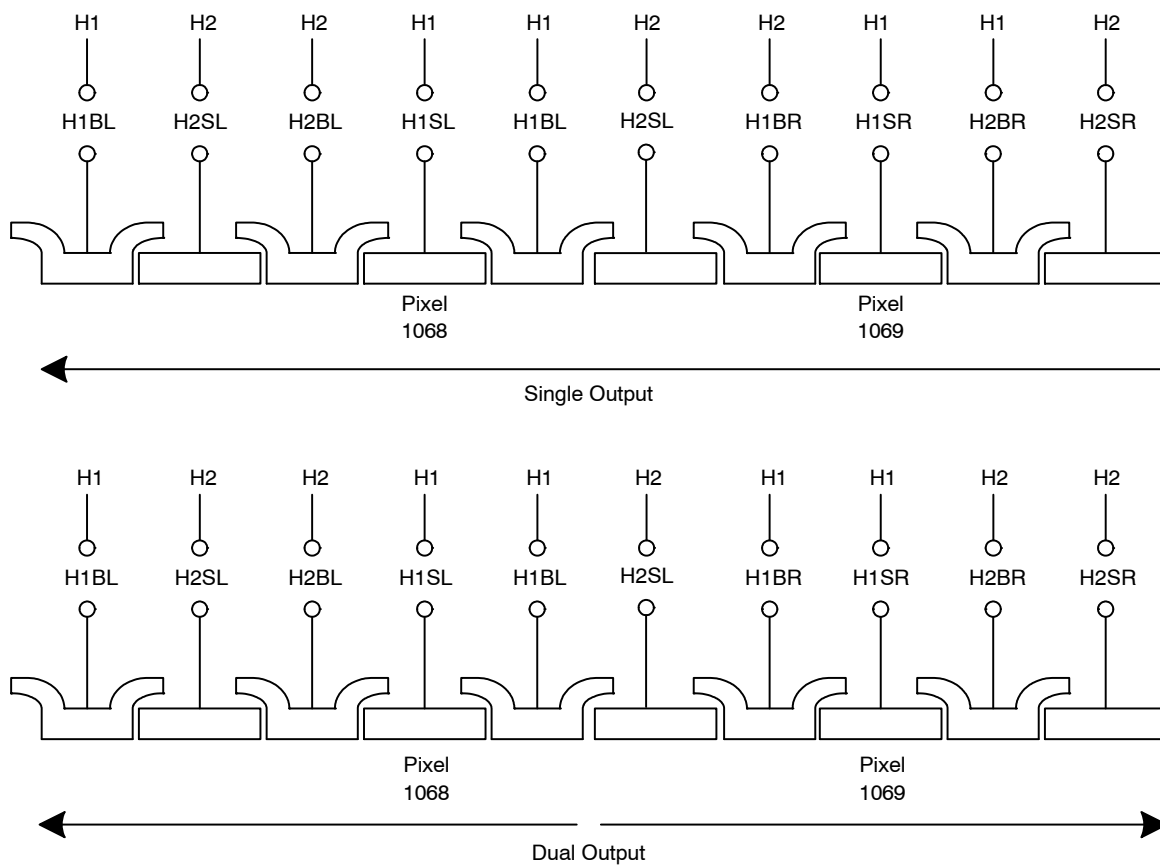 H1 H2 H2 H1 H1 H2 H2 H1 H1 H2
H1BL H2SL H2BL H1SL H1BL H2SL H1BR H1SR H2BR H2SR
Pixel Pixel
1068 1069
Single Output
H1 H2 H2 H1 H1 H2 H1 H1 H2 H2
H1BL H2SL H2BL H1SL H1BL H2SL H1BR H1SR H2BR H2SR
Pixel Pixel
1068 1069
Dual Output